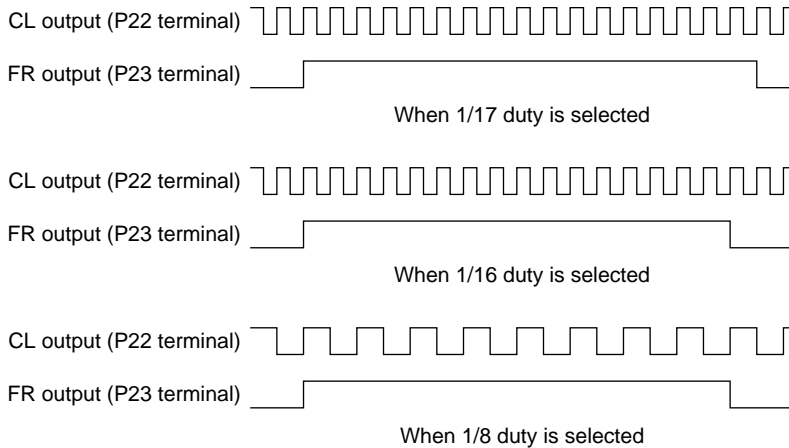 CL output (P22 terminal)
FR output (P23 terminal)
When 1/17 duty is selected
CL output (P22 terminal)
FR output (P23 terminal)
When 1/16 duty is selected
CL output (P22 terminal)
FR output (P23 terminal)
When 1/8 duty is selected